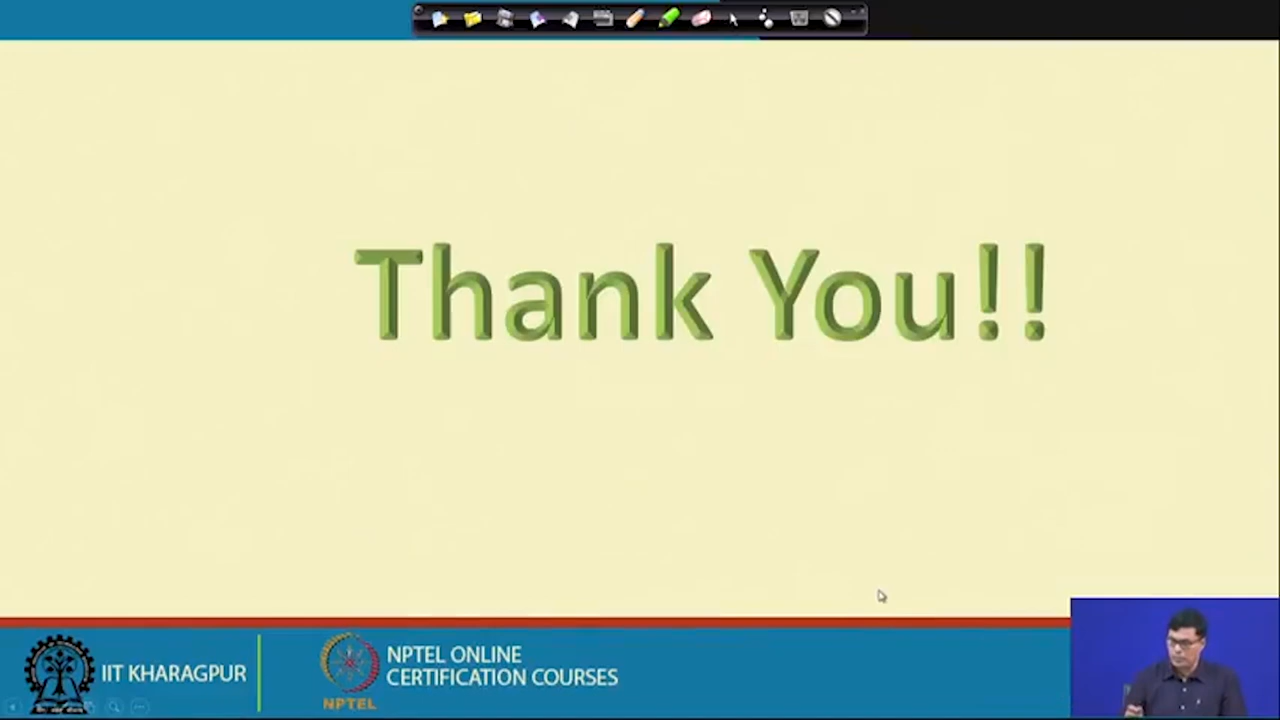 Thank You!!
IIT KHARAGPUR
NPTEL
NPTEL ONLINE
CERTIFICATION COURSES